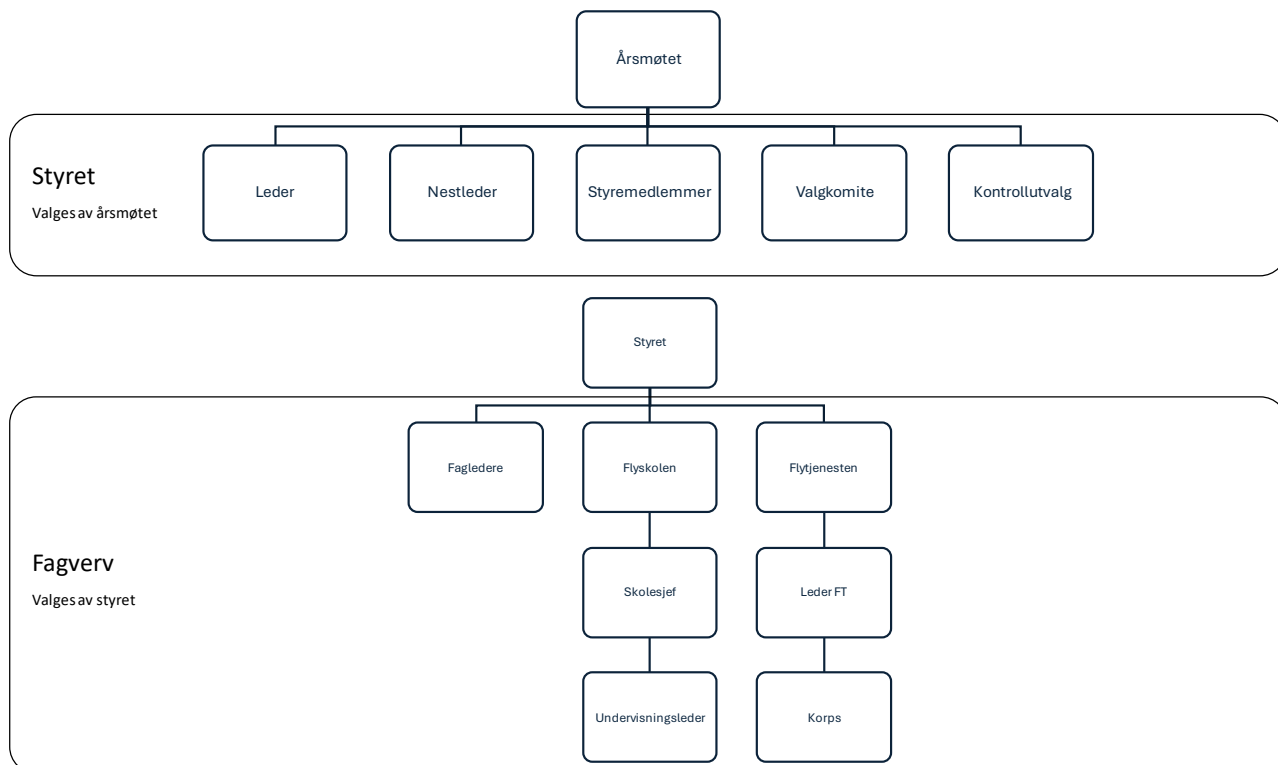 Årsmøtet
Styret
Valges av årsmøtet
Leder
Nestleder
Styremedlemmer
Valgkomite
Kontrollutvalg
Styret
Fagverv
Valges av styret
Fagledere
Flyskolen
Flytjenesten
Skolesjef
Leder FT
Undervisningsleder
Korps